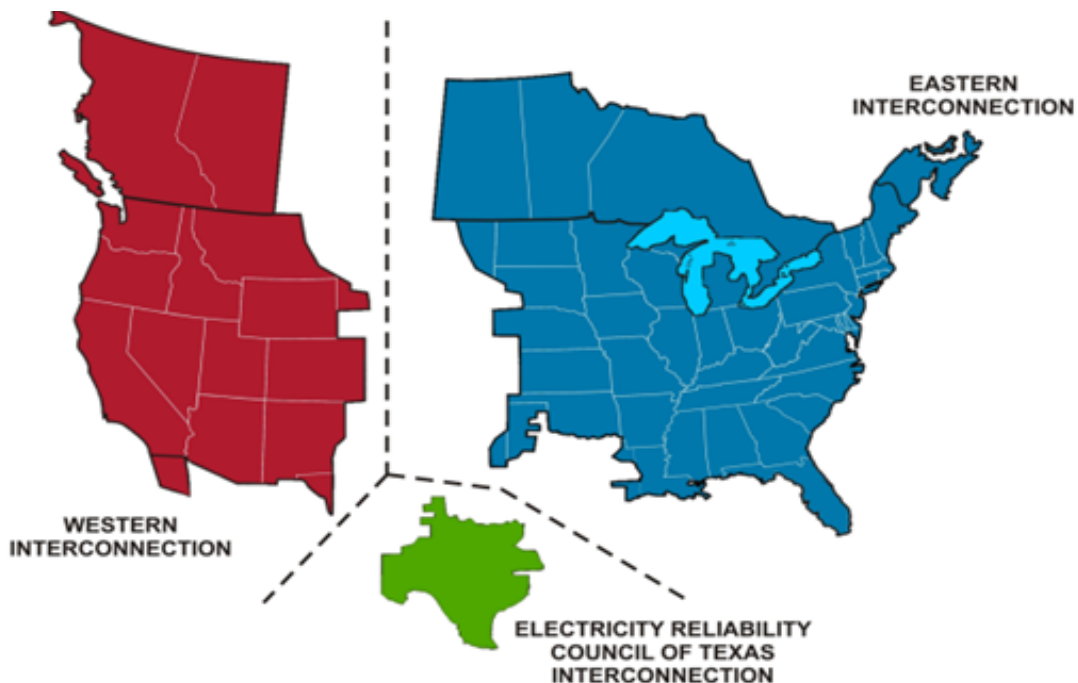 EASTERN
INTERCONNECTION
WESTERN
INTERCONNECTION
ELECTRICITY RELIABILITY
COUNCIL OF TEXAS
INTERCONNECTION